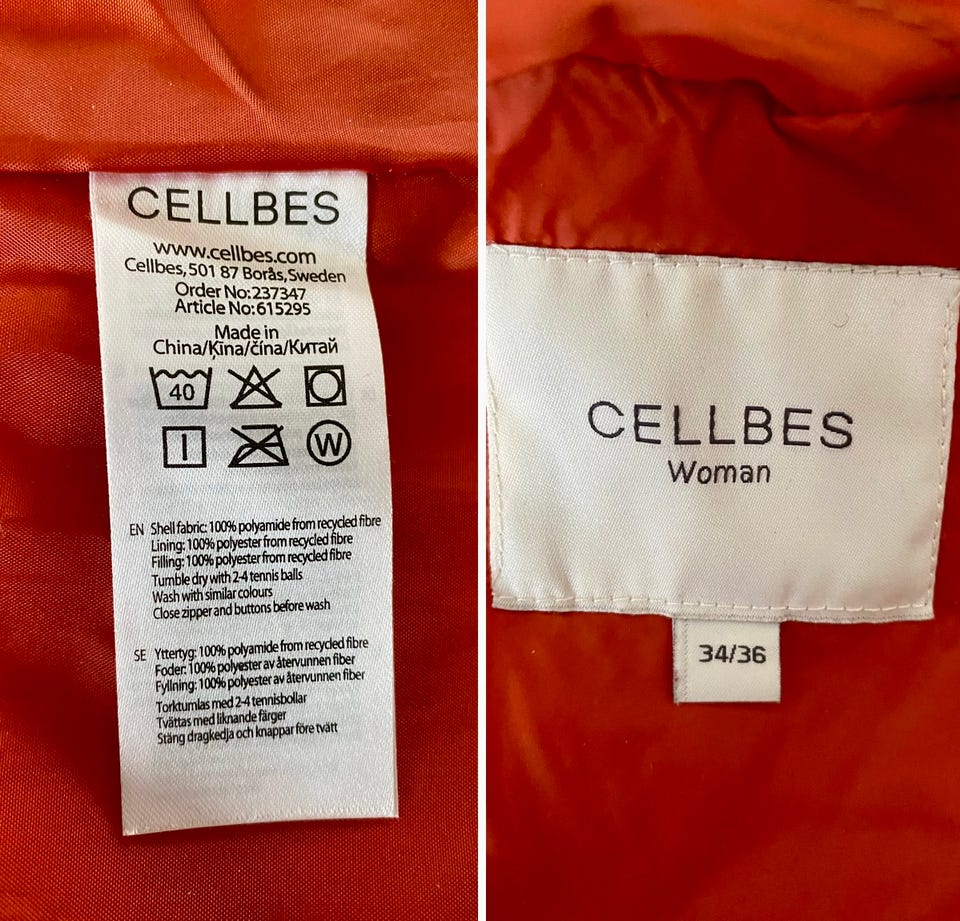 CELLBES
www.cellbes.com
Cellbes,501 87 Borås,Sweden
Order No:237347
Article No:615295
Made in
China/Ķīna/čína/Китай
40
W
EN Shell fabric: 100% polyamide from recycled fibre
Lining: 100% polyester from recycled fibre
Filling: 100% polyester from recycled fibre
Tumble dry with 2-4 tennis balls
Wash with similar colours
Close zipper and buttons before wash
SE Yttertyg: 100% polyamide from recycled fibre
Foder: 100% polyester av återvunnen fiber
Fyllning: 100% polyester av återvunnen fiber
Torktumlas med 2-4 tennisbollar
Tvättas med liknande färger
Stäng dragkedja och knappar före tvätt
CELLBES
Woman
34/36